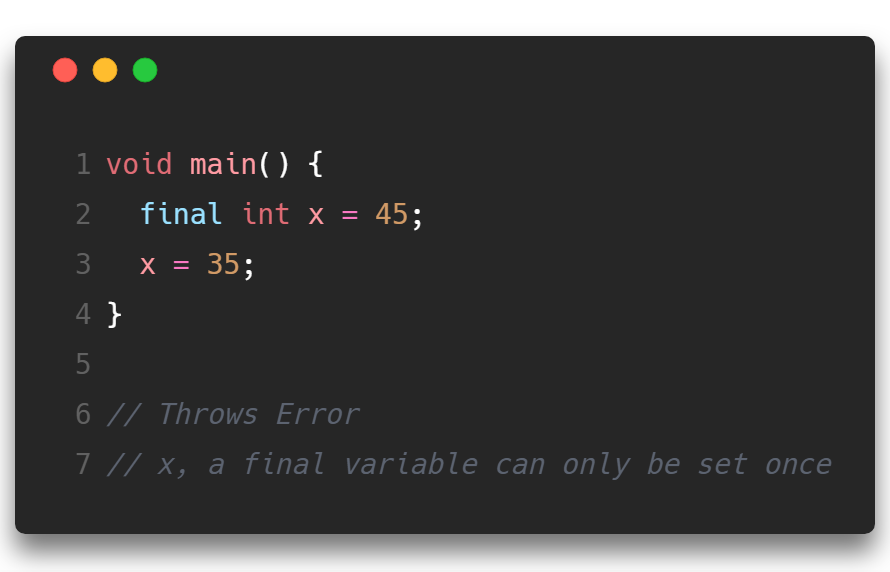 1 void main() {
2   final int x = 45;
3   x = 35;
4 }
5
6 // Throws Error
7 // x, a final variable can only be set once